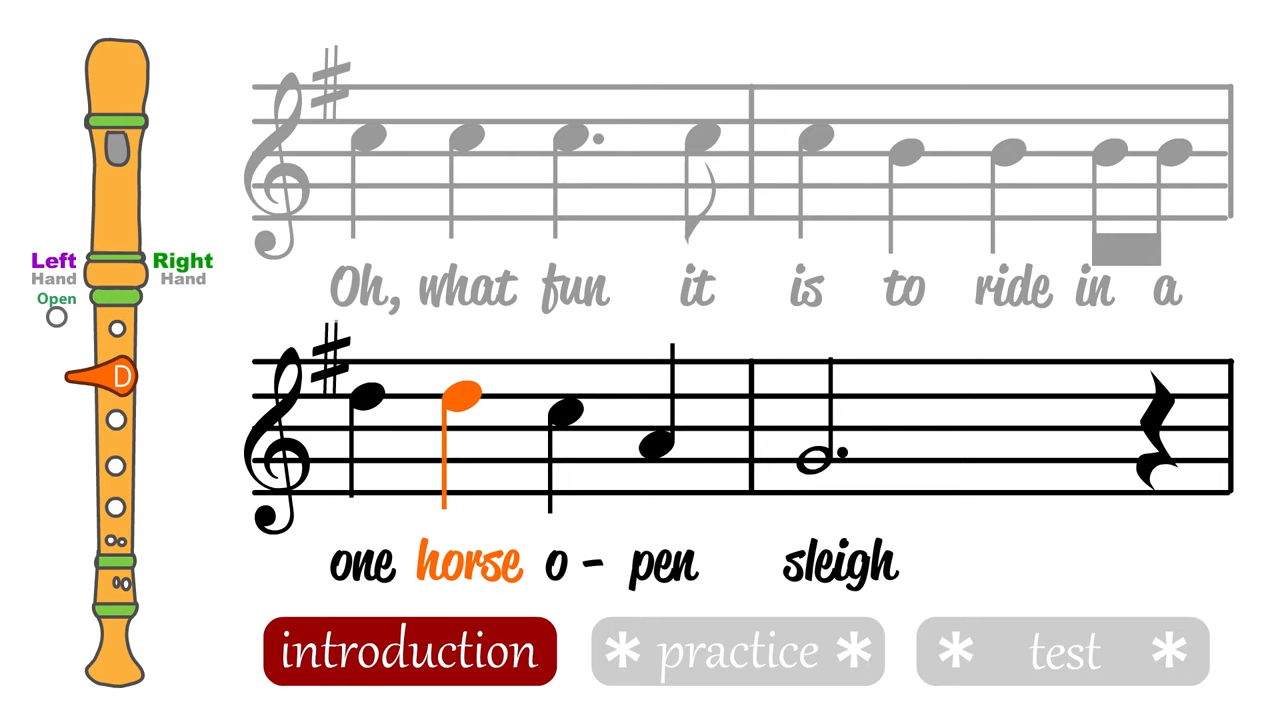 Left Right
Hand Hand
Open
D
Oh, what fun it is to ride in a
one horse o - pen sleigh
introduction * practice * * test *